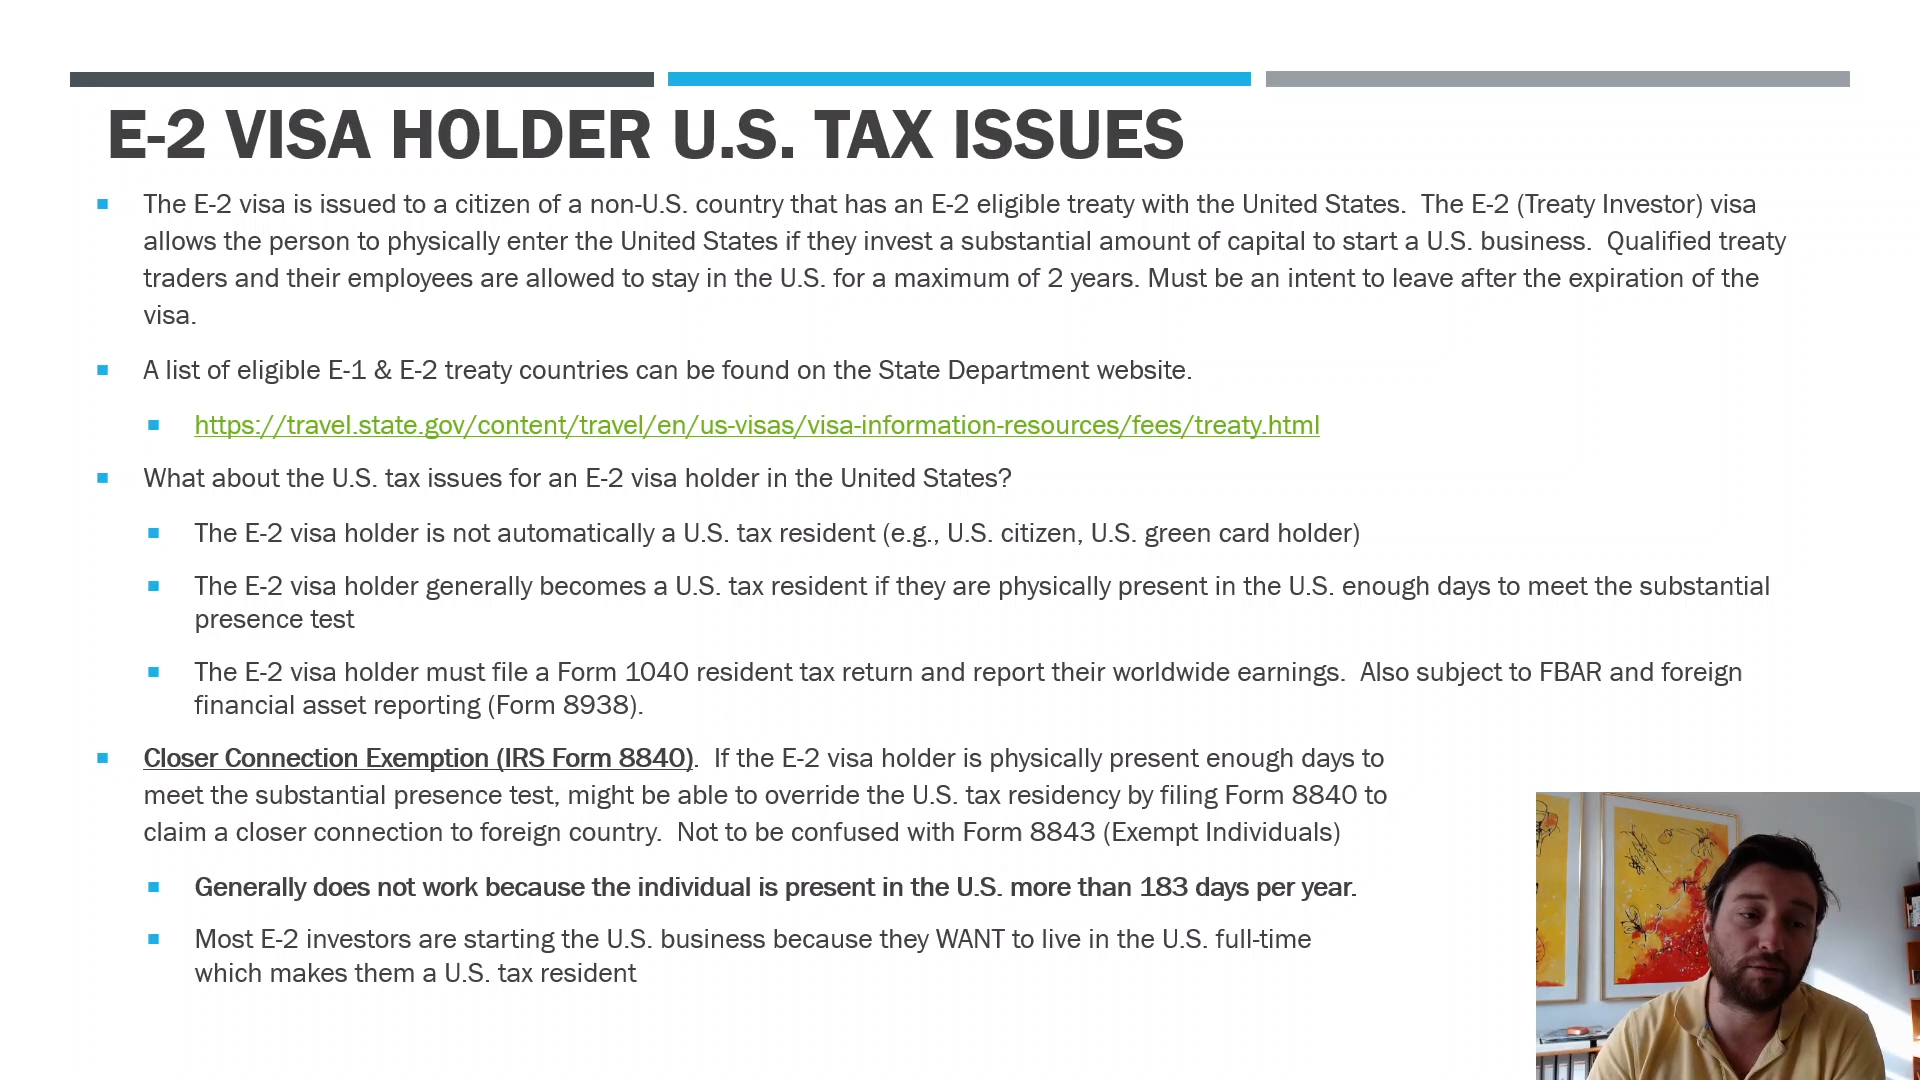 E-2 VISA HOLDER U.S. TAX ISSUES
The E-2 visa is issued to a citizen of a non-U.S. country that has an E-2 eligible treaty with the United States.  The E-2 (Treaty Investor) visa
allows the person to physically enter the United States if they invest a substantial amount of capital to start a U.S. business.  Qualified treaty
traders and their employees are allowed to stay in the U.S. for a maximum of 2 years. Must be an intent to leave after the expiration of the
visa.
A list of eligible E-1 & E-2 treaty countries can be found on the State Department website.
https://travel.state.gov/content/travel/en/us-visas/visa-information-resources/fees/treaty.html
What about the U.S. tax issues for an E-2 visa holder in the United States?
The E-2 visa holder is not automatically a U.S. tax resident (e.g., U.S. citizen, U.S. green card holder)
The E-2 visa holder generally becomes a U.S. tax resident if they are physically present in the U.S. enough days to meet the substantial
presence test
The E-2 visa holder must file a Form 1040 resident tax return and report their worldwide earnings.  Also subject to FBAR and foreign
financial asset reporting (Form 8938).
Closer Connection Exemption (IRS Form 8840).  If the E-2 visa holder is physically present enough days to
meet the substantial presence test, might be able to override the U.S. tax residency by filing Form 8840 to
claim a closer connection to foreign country.  Not to be confused with Form 8843 (Exempt Individuals)
Generally does not work because the individual is present in the U.S. more than 183 days per year.
Most E-2 investors are starting the U.S. business because they WANT to live in the U.S. full-time
which makes them a U.S. tax resident